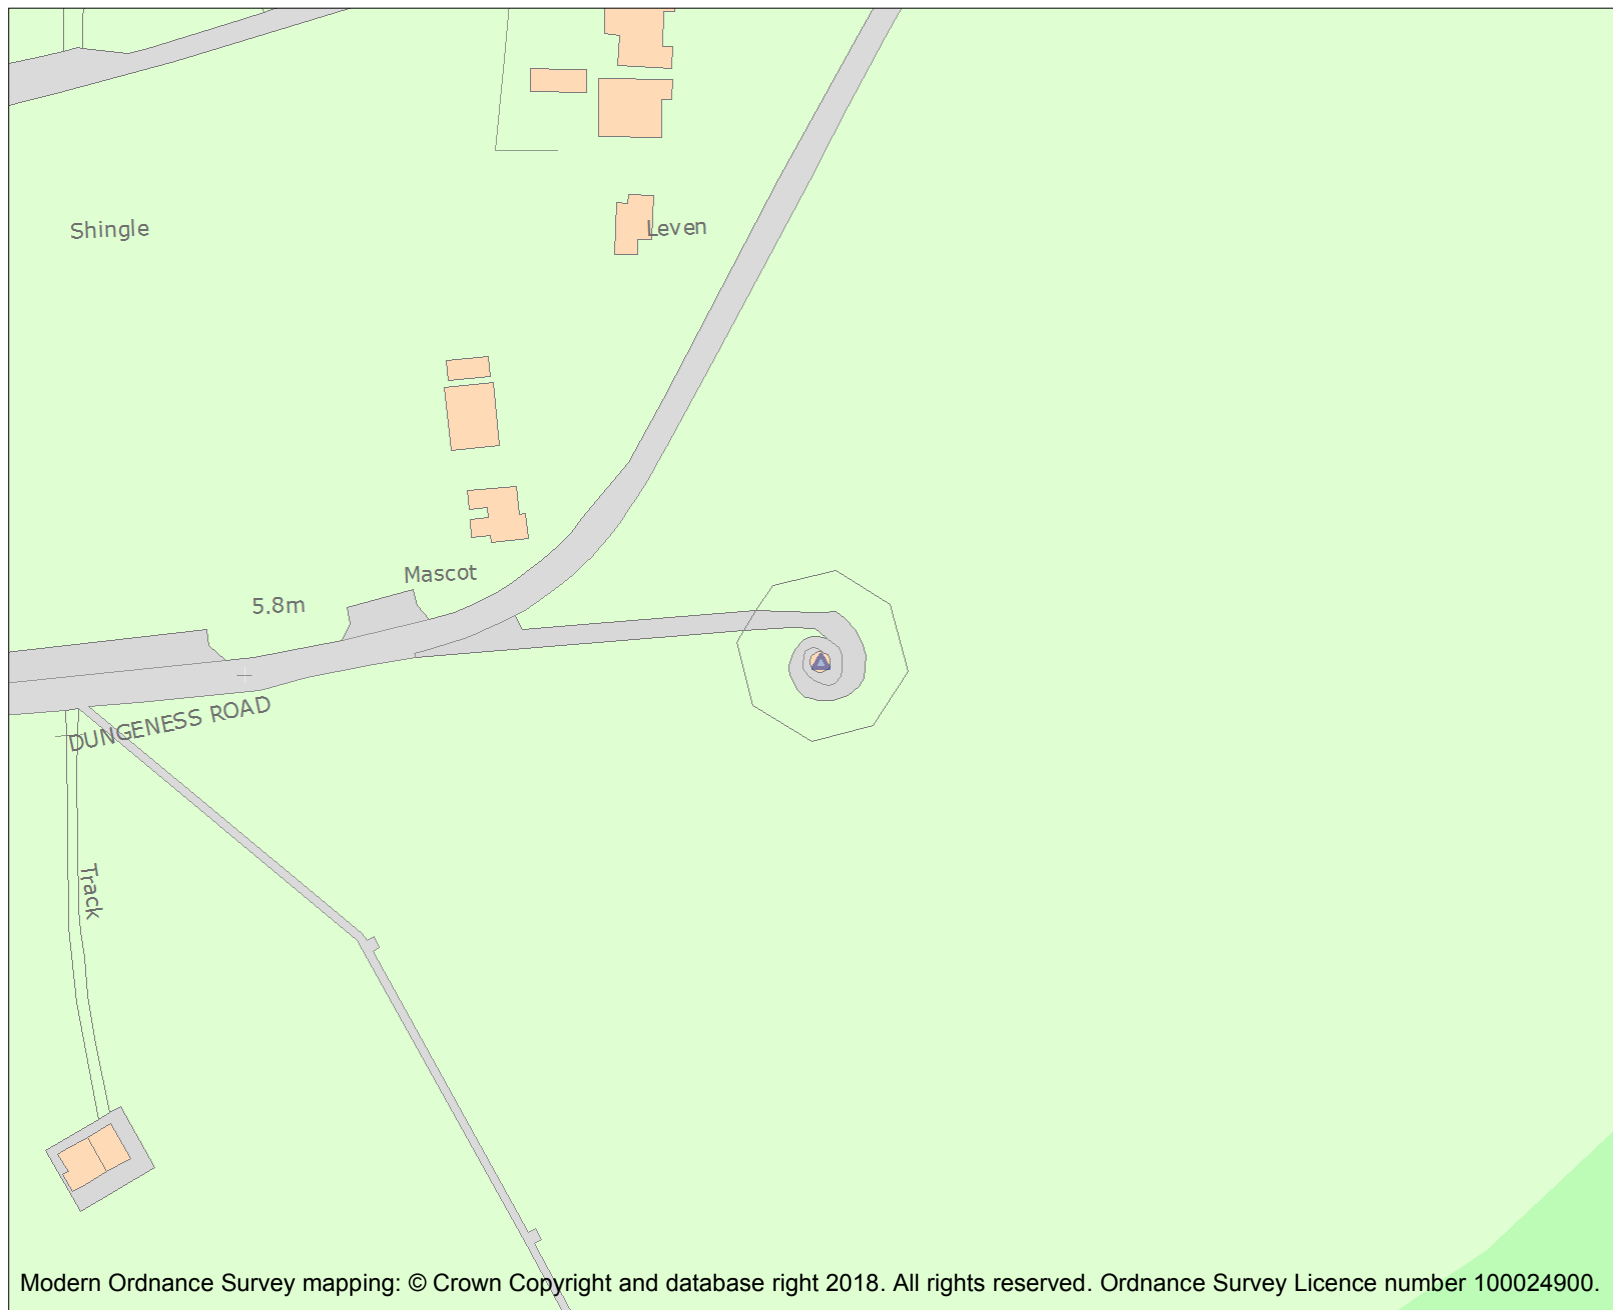 Shingle
Leven
Mascot
5.8m
DUNGENESS ROAD
Track
Modern Ordnance Survey mapping: © Crown Copyright and database right 2018. All rights reserved. Ordnance Survey Licence number 100024900.